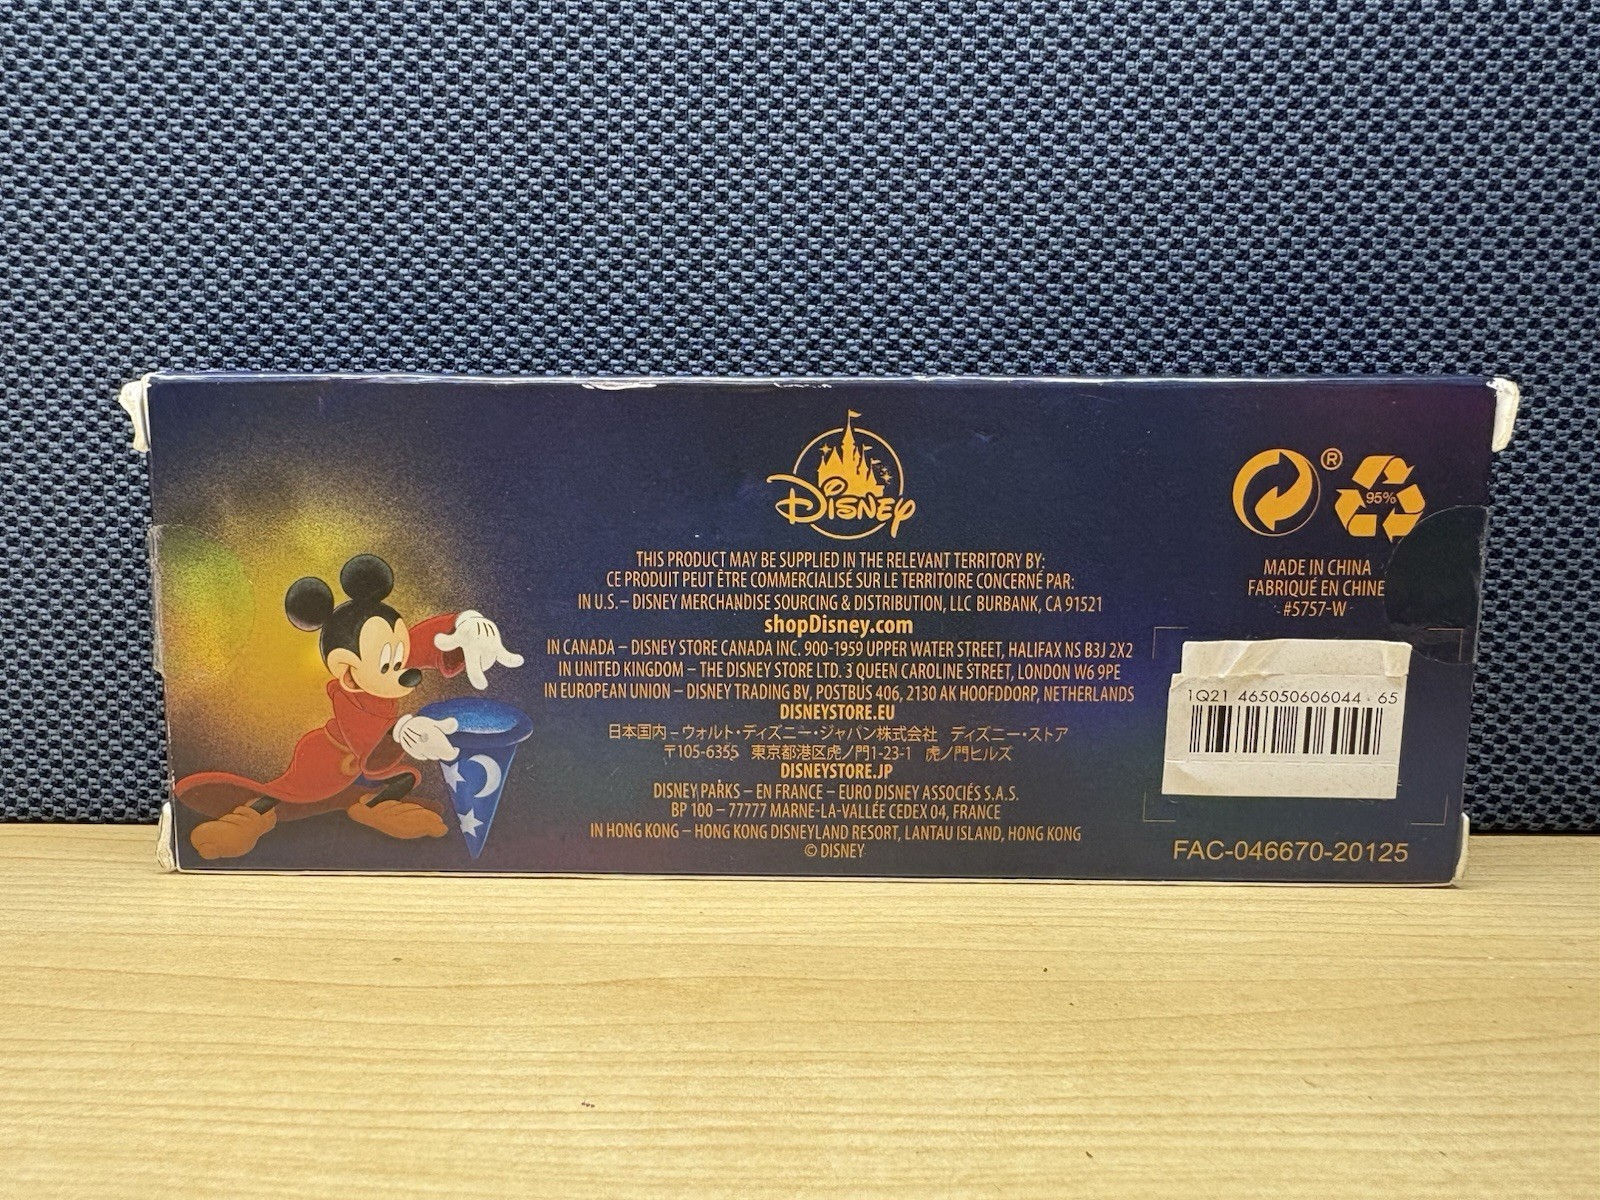 DISNEY
THIS PRODUCT MAY BE SUPPLIED IN THE RELEVANT TERRITORY BY:
CE PRODUIT PEUT ÊTRE COMMERCIALISÉ SUR LE TERRITOIRE CONCERNÉ PAR:
IN U.S. – DISNEY MERCHANDISE SOURCING & DISTRIBUTION, LLC BURBANK, CA 91521
shopDisney.com
IN CANADA – DISNEY STORE CANADA INC. 900-1959 UPPER WATER STREET, HALIFAX NS B3J 2X2
IN UNITED KINGDOM – THE DISNEY STORE LTD. 3 QUEEN CAROLINE STREET, LONDON W6 9PE
IN EUROPEAN UNION – DISNEY TRADING BV, POSTBUS 406, 2130 AK HOOFDDORP, NETHERLANDS
DISNEYSTORE.EU
日本国内 – ウォルト・ディズニー・ジャパン株式会社 ディズニー・ストア
〒105-6355 東京都港区虎ノ門1-23-1 虎ノ門ヒルズ
DISNEYSTORE.JP
DISNEY PARKS – EN FRANCE – EURO DISNEY ASSOCIÉS S.A.S.
BP 100 – 77777 MARNE-LA-VALLÉE CEDEX 04, FRANCE
IN HONG KONG – HONG KONG DISNEYLAND RESORT, LANTAU ISLAND, HONG KONG
© DISNEY
®
95%
MADE IN CHINA
FABRIQUÉ EN CHINE
#5757-W
1Q21 465050606044 65
FAC-046670-20125